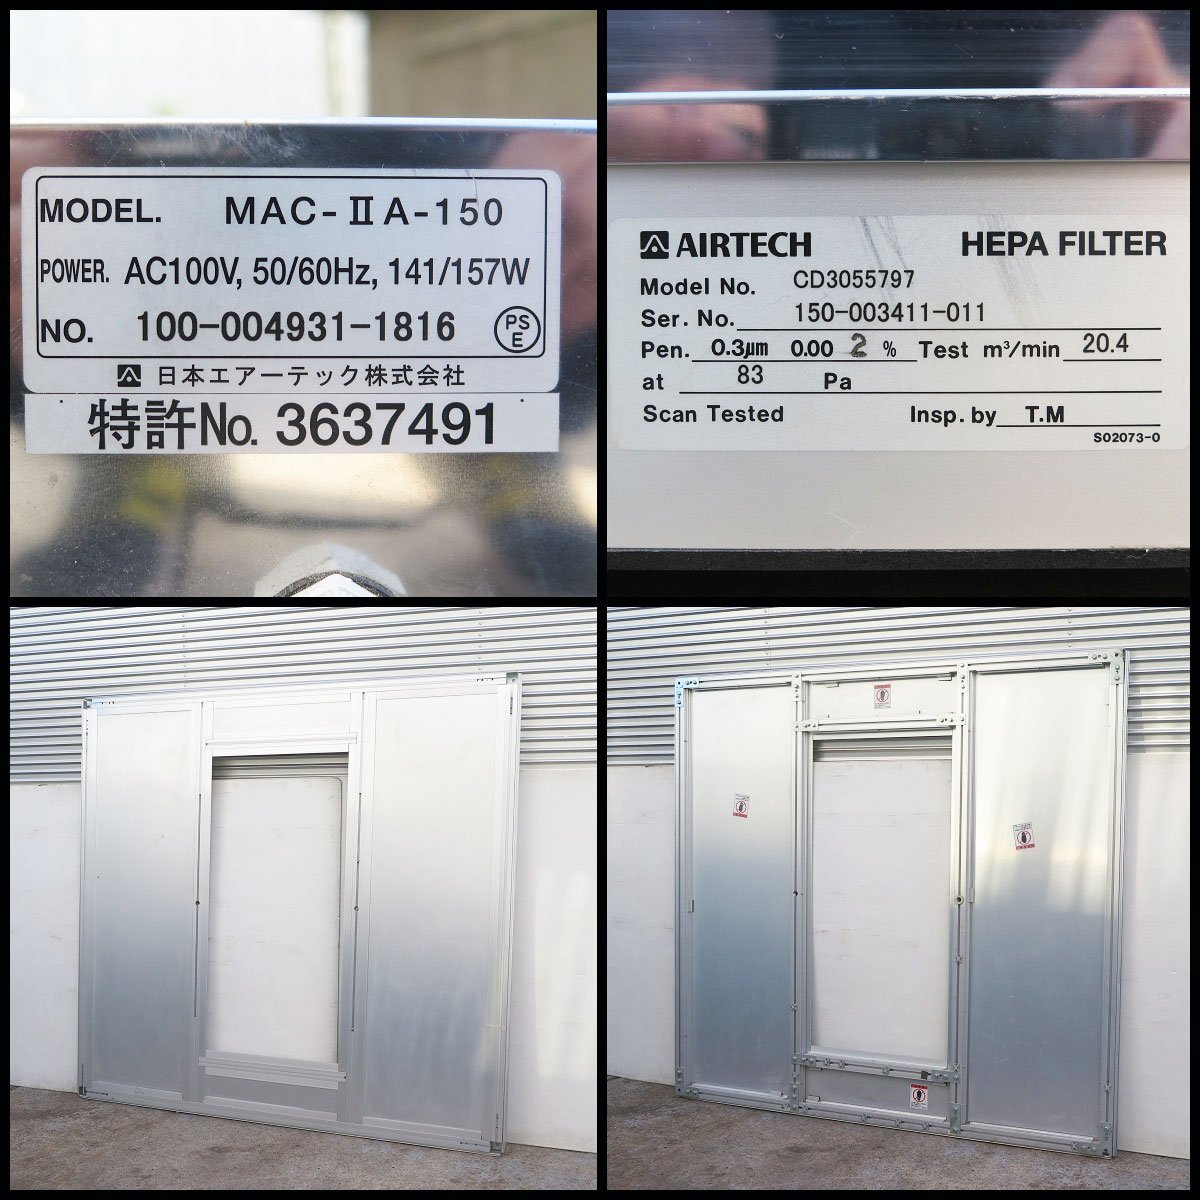 MODEL. MAC-ⅡA-150
POWER. AC100V, 50/60Hz, 141/157W
NO. 100-004931-1816
PS E
日本エアーテック株式会社
特許No. 3637491
AIRTECH HEPA FILTER
Model No. CD3055797
Ser. No. 150-003411-011
Pen. 0.3μm 0.00 2 % Test m³/min 20.4
at 83 Pa
Scan Tested Insp. by T.M
S02073-0